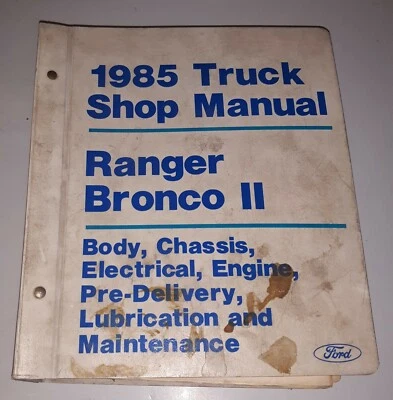 1985 Truck
Shop Manual
Ranger
Bronco II
Body, Chassis,
Electrical, Engine,
Pre-Delivery,
Lubrication and
Maintenance
Ford